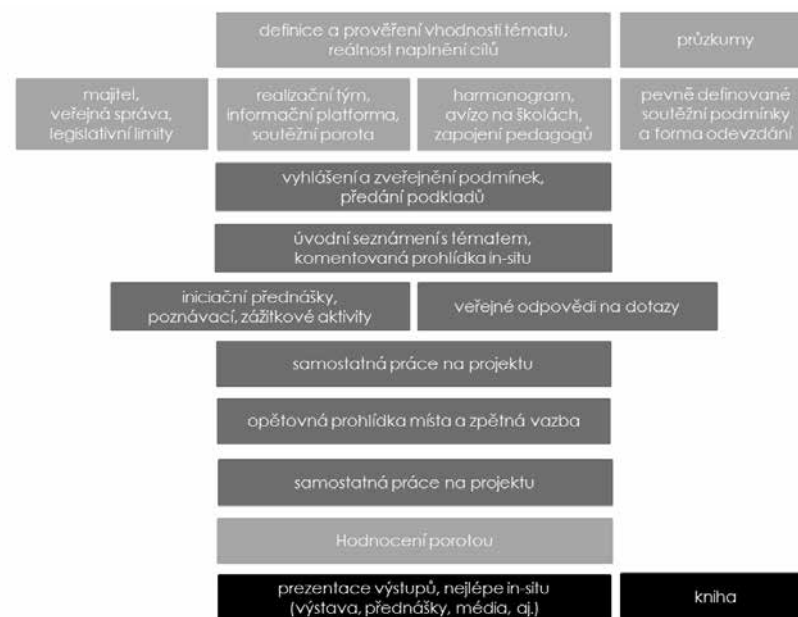 definice a prověření vhodnosti tématu,
reálnost naplnění cílů
průzkumy
majitel,
veřejná správa,
legislativní limity
realizační tým,
informační platforma,
soutěžní porota
harmonogram,
avízo na školách,
zapojení pedagogů
pevně definované
soutěžní podmínky
a forma odevzdání
vyhlášení a zveřejnění podmínek,
předání podkladů
úvodní seznámení s tématem,
komentovaná prohlídka in-situ
iniciační přednášky,
poznávací, zážitkové aktivity
veřejné odpovědi na dotazy
samostatná práce na projektu
opětovná prohlídka místa a zpětná vazba
samostatná práce na projektu
Hodnocení porotou
prezentace výstupů, nejlépe in-situ
(výstava, přednášky, média, aj.)
kniha